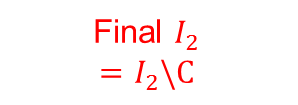 Final I₂
= I₂\C